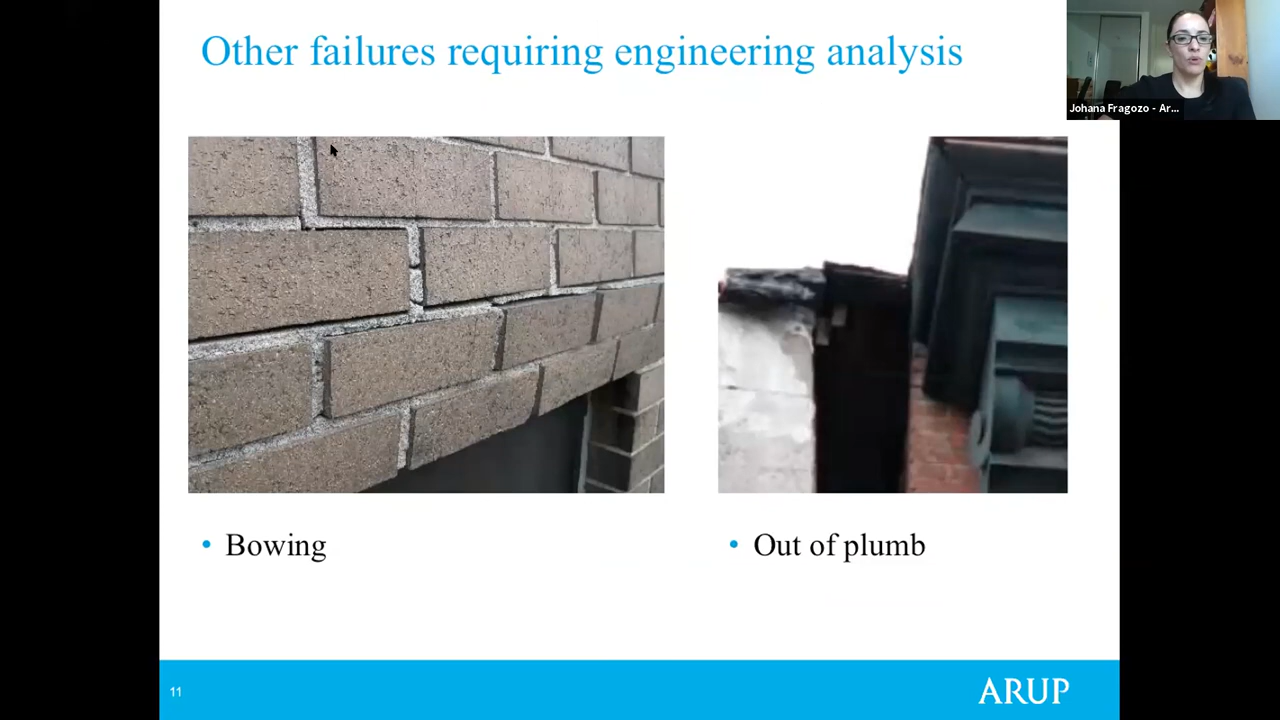 Other failures requiring engineering analysis
Johana Fragozo - Ar...
• Bowing
• Out of plumb
11
ARUP